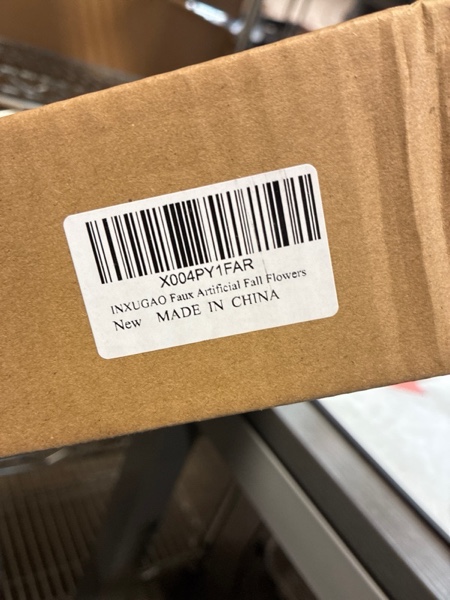 X004PY1FAR
INXUGAO Faux Artificial Fall Flowers
New MADE IN CHINA